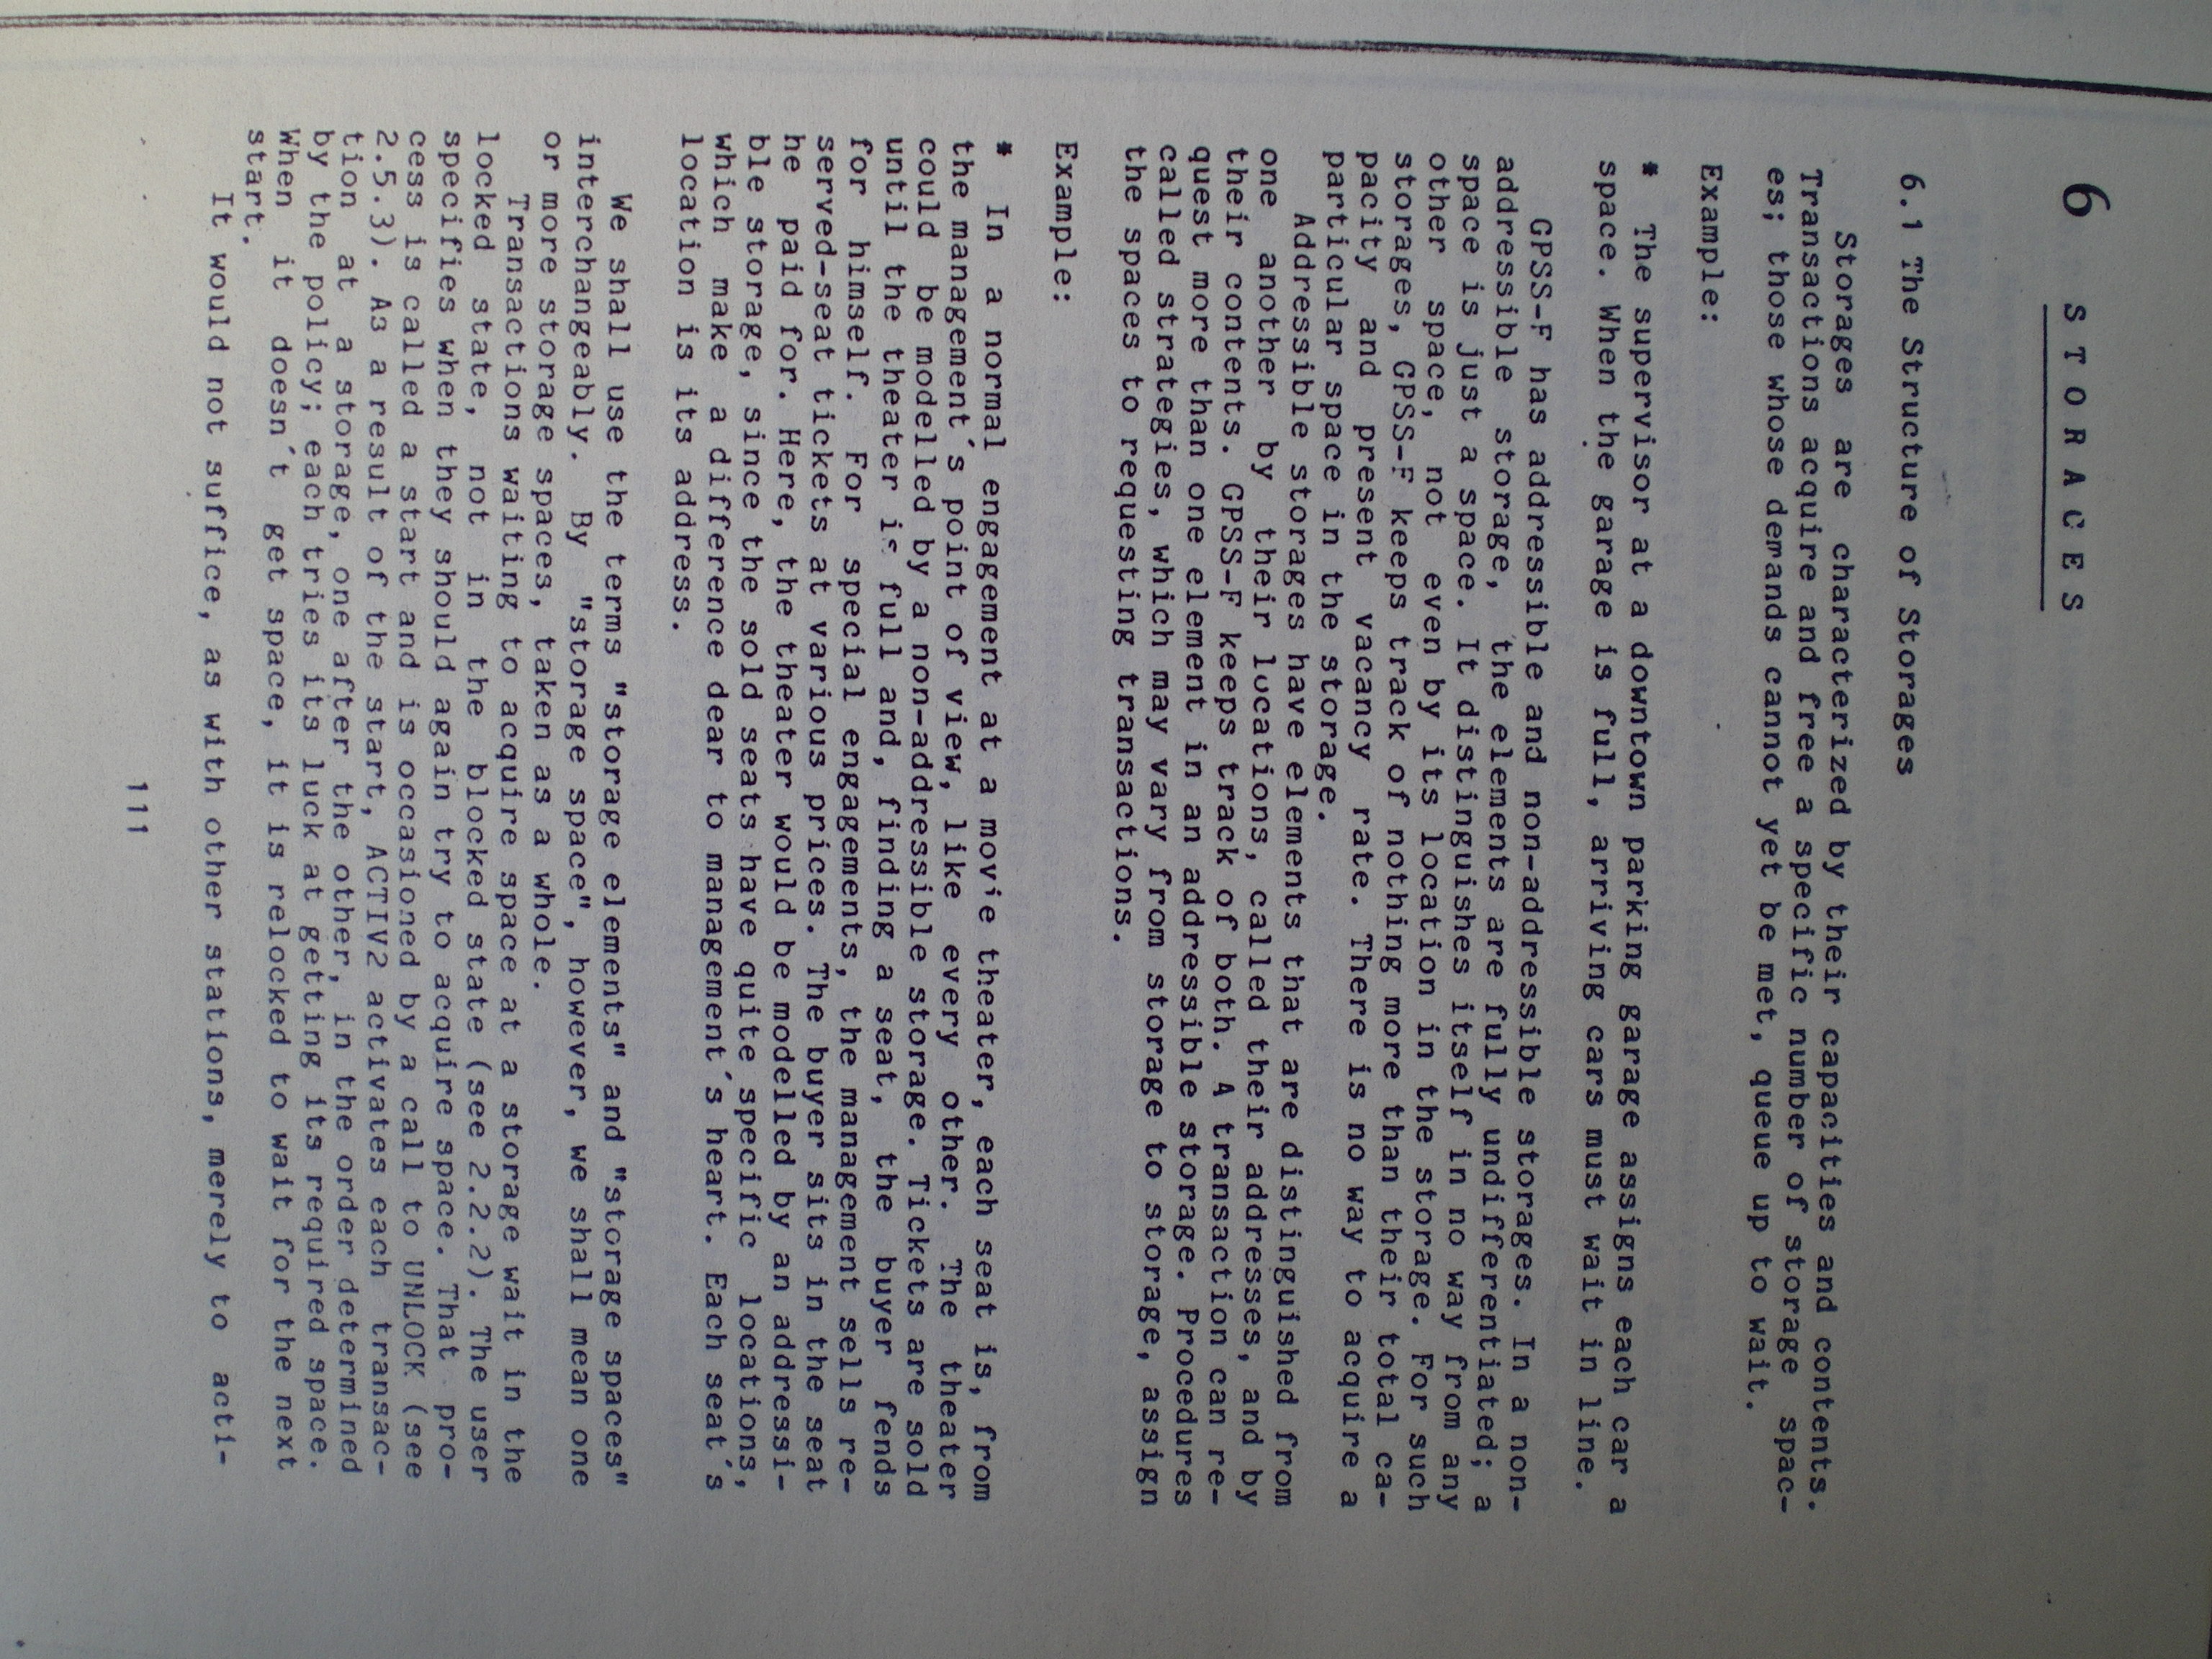 6 STORAGES
6.1 The Structure of Storages
Storages are characterized by their capacities and contents.
Transactions acquire and free a specific number of storage spac-
es; those whose demands cannot yet be met, queue up to wait.
Example:
* The supervisor at a downtown parking garage assigns each car a
space. When the garage is full, arriving cars must wait in line.
GPSS-F has addressible and non-addressible storages. In a non-
addressible storage, the elements are fully undifferentiated; a
space is just a space. It distinguishes itself in no way from any
other space, not even by its location in the storage. For such
storages, GPSS-F keeps track of nothing more than their total ca-
pacity and present vacancy rate. There is no way to acquire a
particular space in the storage.
Addressible storages have elements that are distinguished from
one another by their locations, called their addresses, and by
their contents. GPSS-F keeps track of both. A transaction can re-
quest more than one element in an addressible storage. Procedures
called strategies, which may vary from storage to storage, assign
the spaces to requesting transactions.
Example:
* In a normal engagement at a movie theater, each seat is, from
the management's point of view, like every other. The theater
could be modelled by a non-addressible storage. Tickets are sold
until the theater is full and, finding a seat, the buyer fends
for himself. For special engagements, the management sells re-
served-seat tickets at various prices. The buyer sits in the seat
he paid for. Here, the theater would be modelled by an addressi-
ble storage, since the sold seats have quite specific locations,
which make a difference dear to management's heart. Each seat's
location is its address.
We shall use the terms "storage elements" and "storage spaces"
interchangeably. By "storage space", however, we shall mean one
or more storage spaces, taken as a whole.
Transactions waiting to acquire space at a storage wait in the
locked state, not in the blocked state (see 2.2.2). The user
specifies when they should again try to acquire space. That pro-
cess is called a start and is occasioned by a call to UNLOCK (see
2.5.3). As a result of the start, ACTIV2 activates each transac-
tion at a storage, one after the other, in the order determined
by the policy; each tries its luck at getting its required space.
When it doesn't get space, it is relocked to wait for the next
start.
It would not suffice, as with other stations, merely to acti-
111